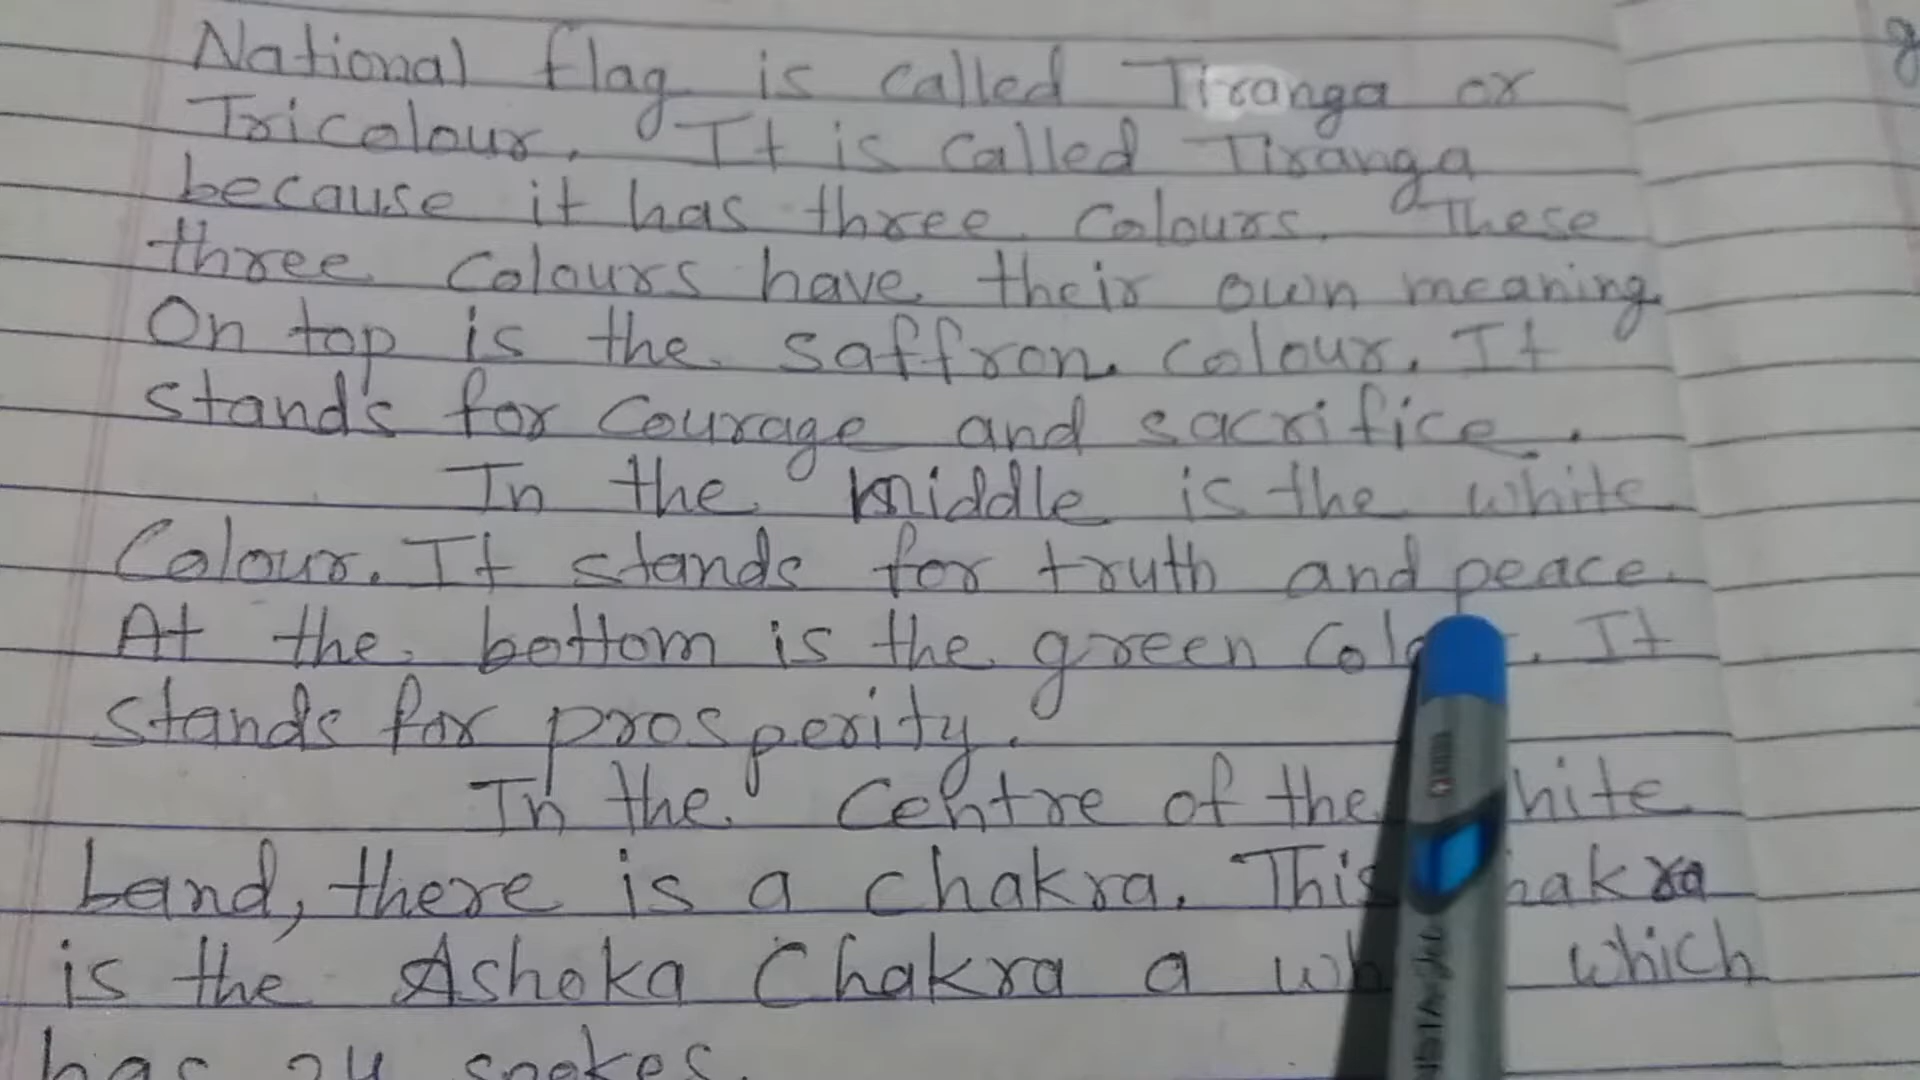 National flag is called Tiranga or
Tricolour. It is called Tiranga
because it has three colours. These
three colours have their own meaning.
On top is the saffron colour. It
stands for courage and sacrifice.
In the middle is the white
Colour. It stands for truth and peace.
At the bottom is the green It
stands for prosperity.
In the Centre of the
band, there is a chakra. This
is the Ashoka Chakra a which
has 24 spokes.